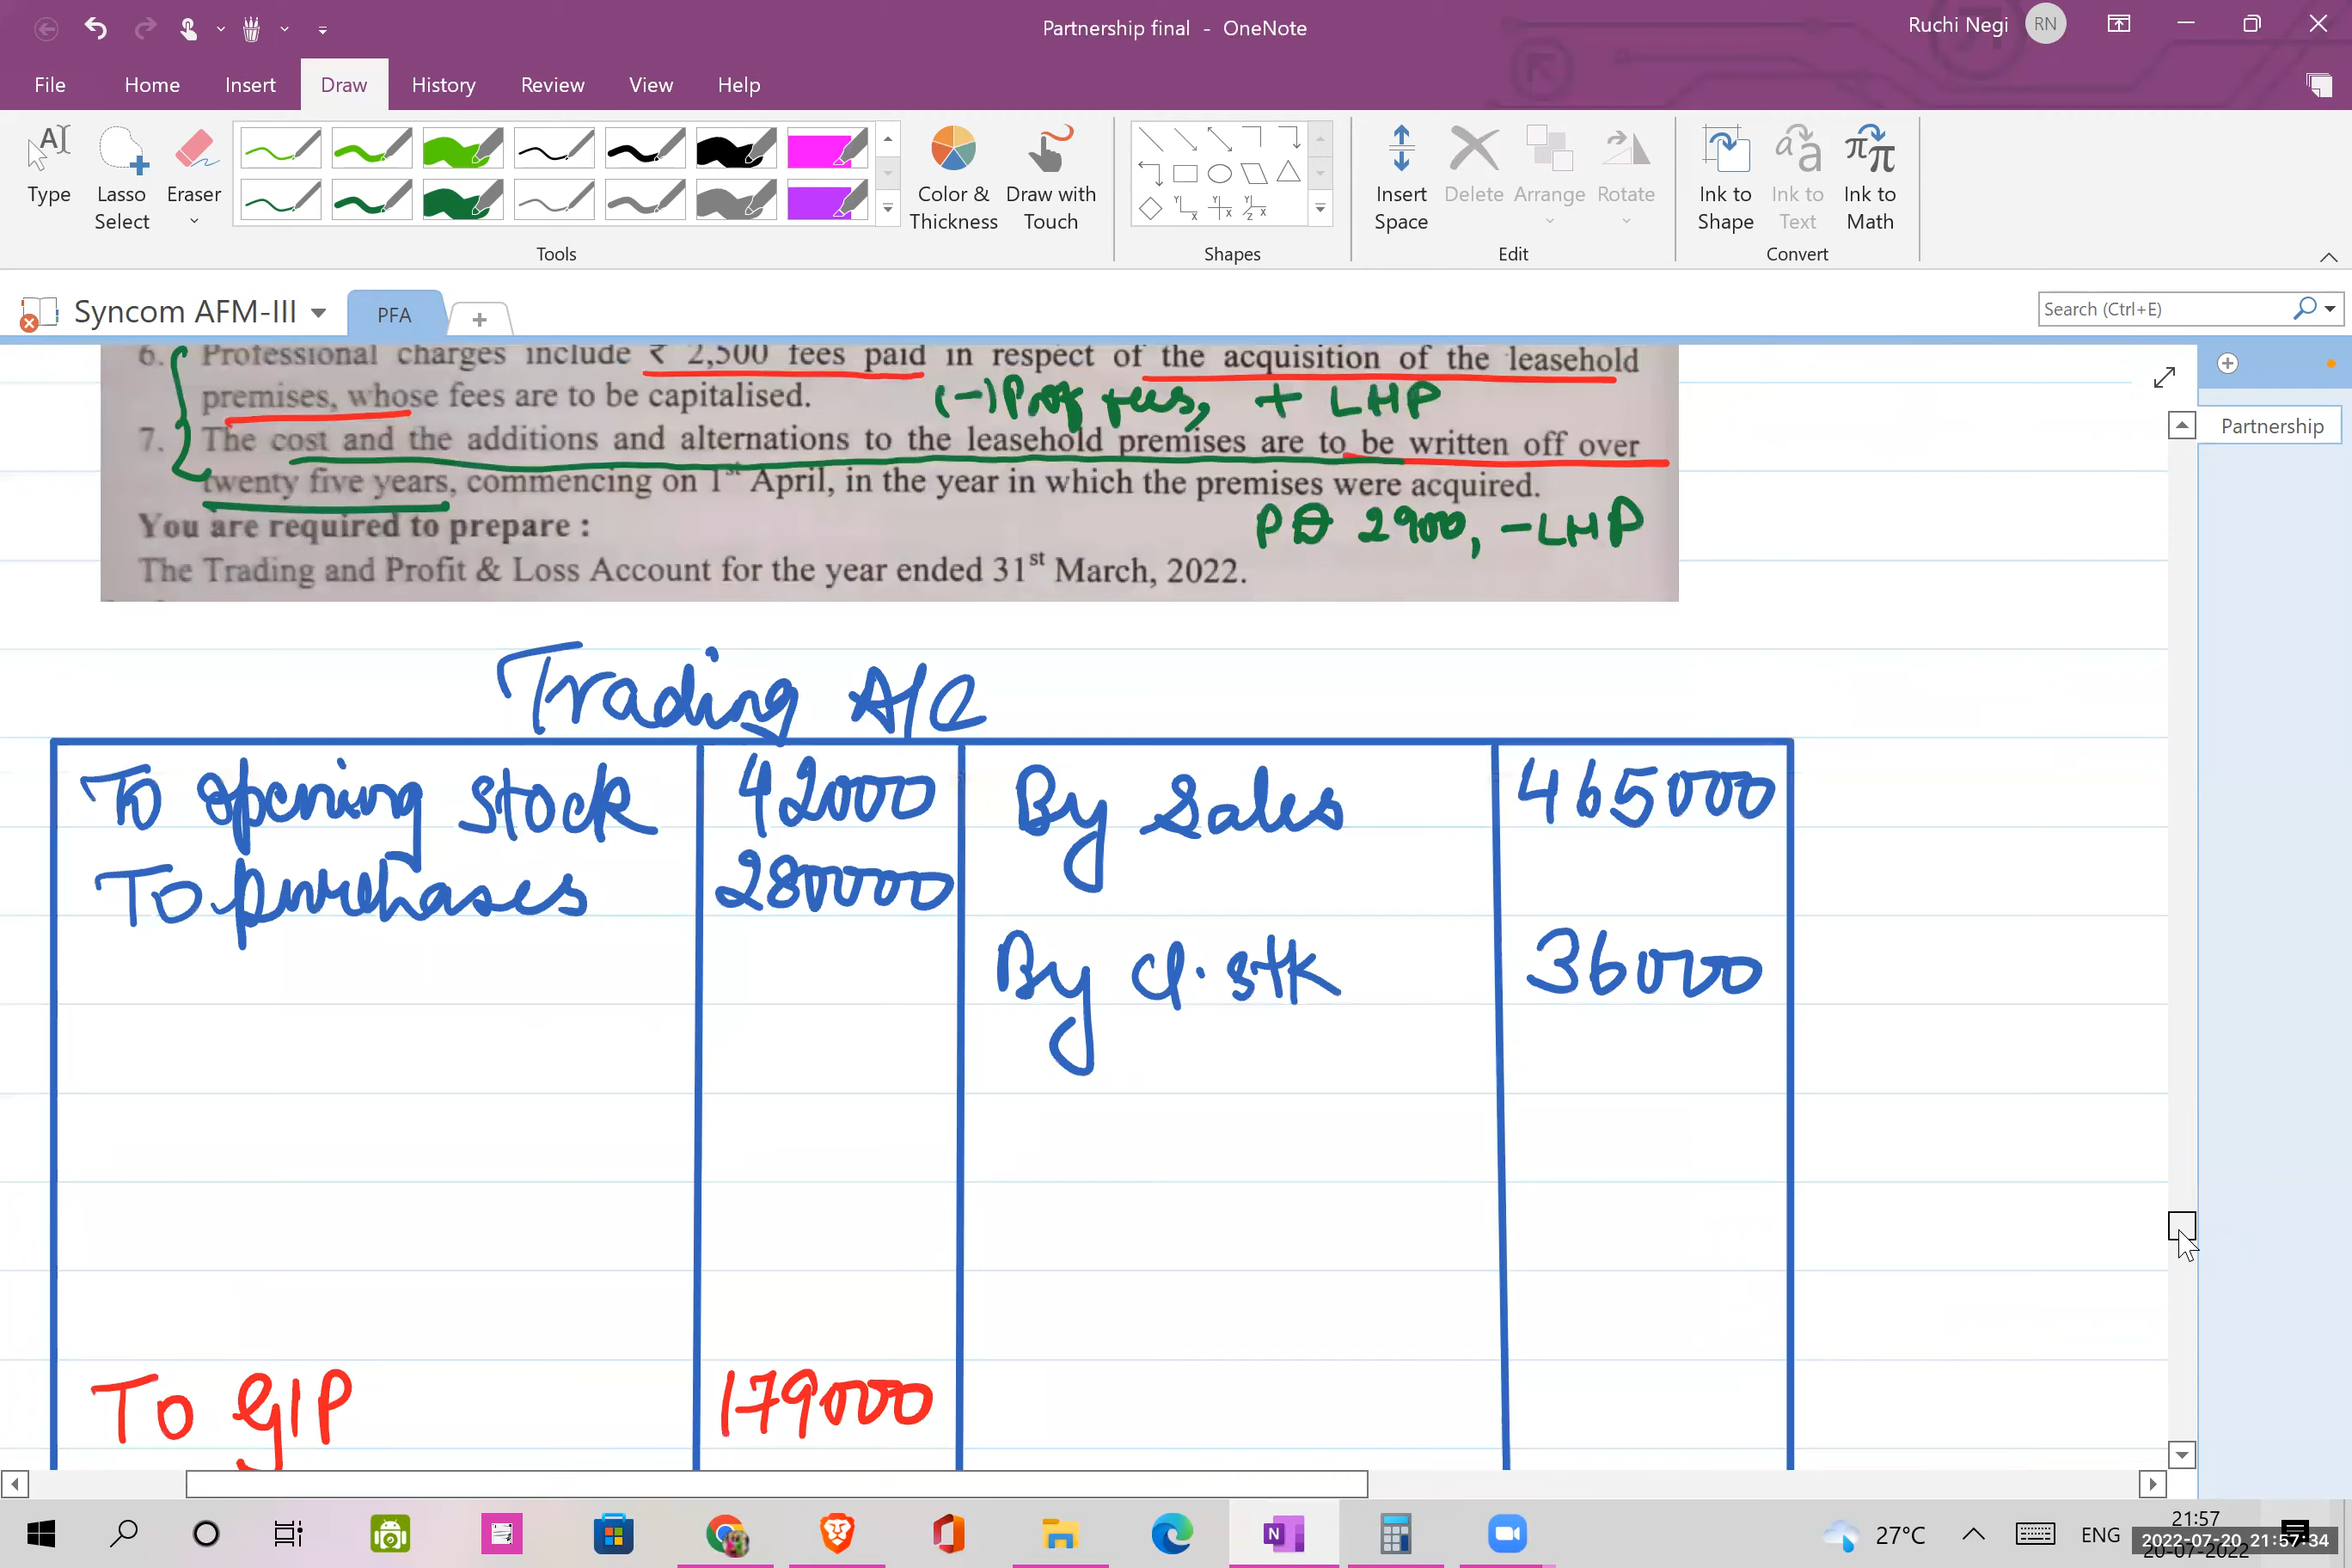 Partnership final - OneNote
Ruchi Negi RN
File Home Insert Draw History Review View Help
Type Lasso Select Eraser
Color & Thickness Draw with Touch
Insert Space Delete Arrange Rotate
Ink to Shape Ink to Text Ink to Math
Tools Shapes Edit Convert
Syncom AFM-III PFA
Search (Ctrl+E)
Partnership
6. Professional charges include ₹ 2,500 fees paid in respect of the acquisition of the leasehold
premises, whose fees are to be capitalised.
(-) Prof fees, + LHP
7. The cost and the additions and alternations to the leasehold premises are to be written off over
twenty five years, commencing on 1st April, in the year in which the premises were acquired.
You are required to prepare :
2900, - LHP
The Trading and Profit & Loss Account for the year ended 31st March, 2022.
Trading A/C
To opening stock 42000 By Sales 465000
To purchases 280000
By cl. stk 36000
To G/P 179000
27°C
ENG
21:57
20-07-2022
2022-07-20 21:57:34